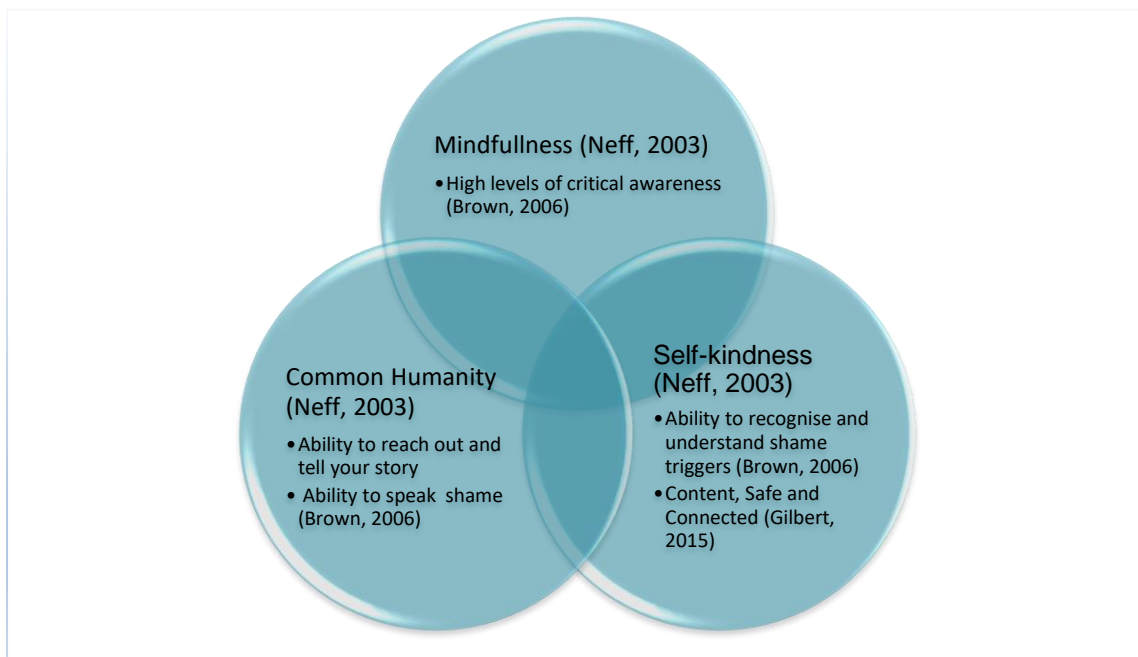 Mindfullness (Neff, 2003)
•High levels of critical awareness
(Brown, 2006)
Common Humanity
(Neff, 2003)
•Ability to reach out and
tell your story
• Ability to speak shame
(Brown, 2006)
Self-kindness
(Neff, 2003)
•Ability to recognise and
understand shame
triggers (Brown, 2006)
•Content, Safe and
Connected (Gilbert,
2015)